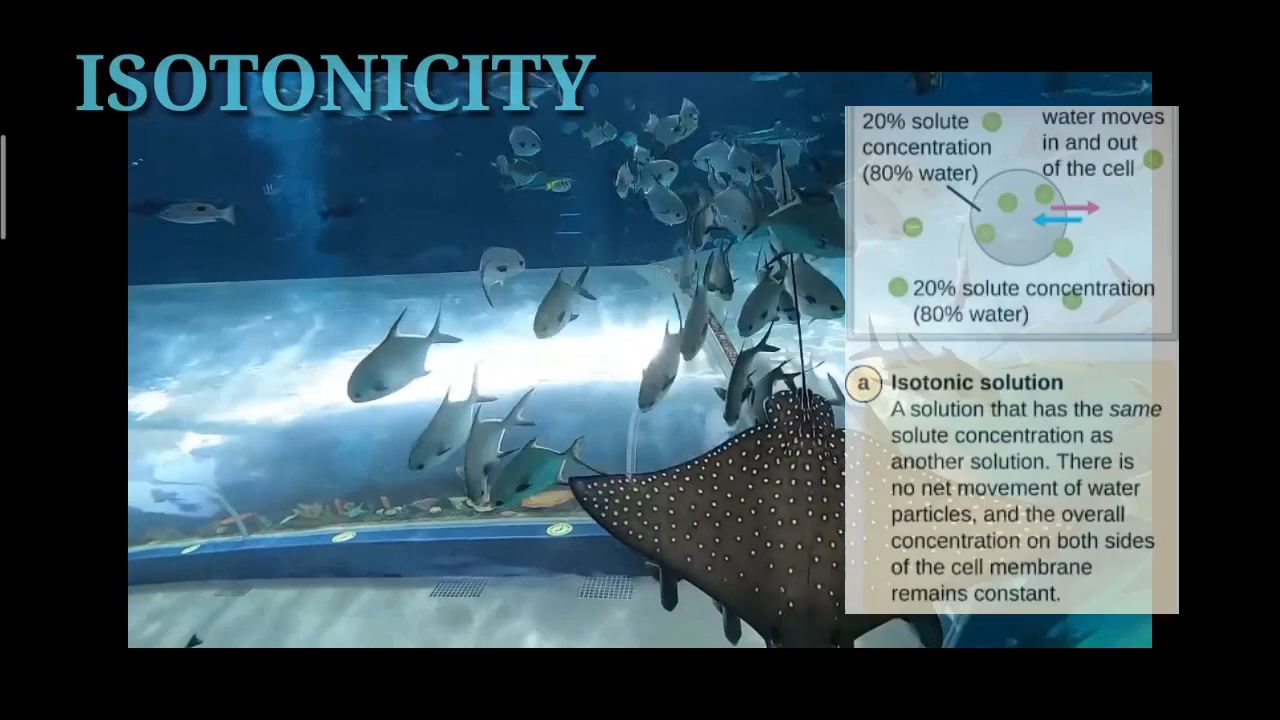 ISOTONICITY
20% solute
concentration
(80% water)
water moves
in and out
of the cell
20% solute concentration
(80% water)
a Isotonic solution
A solution that has the same
solute concentration as
another solution. There is
no net movement of water
particles, and the overall
concentration on both sides
of the cell membrane
remains constant.